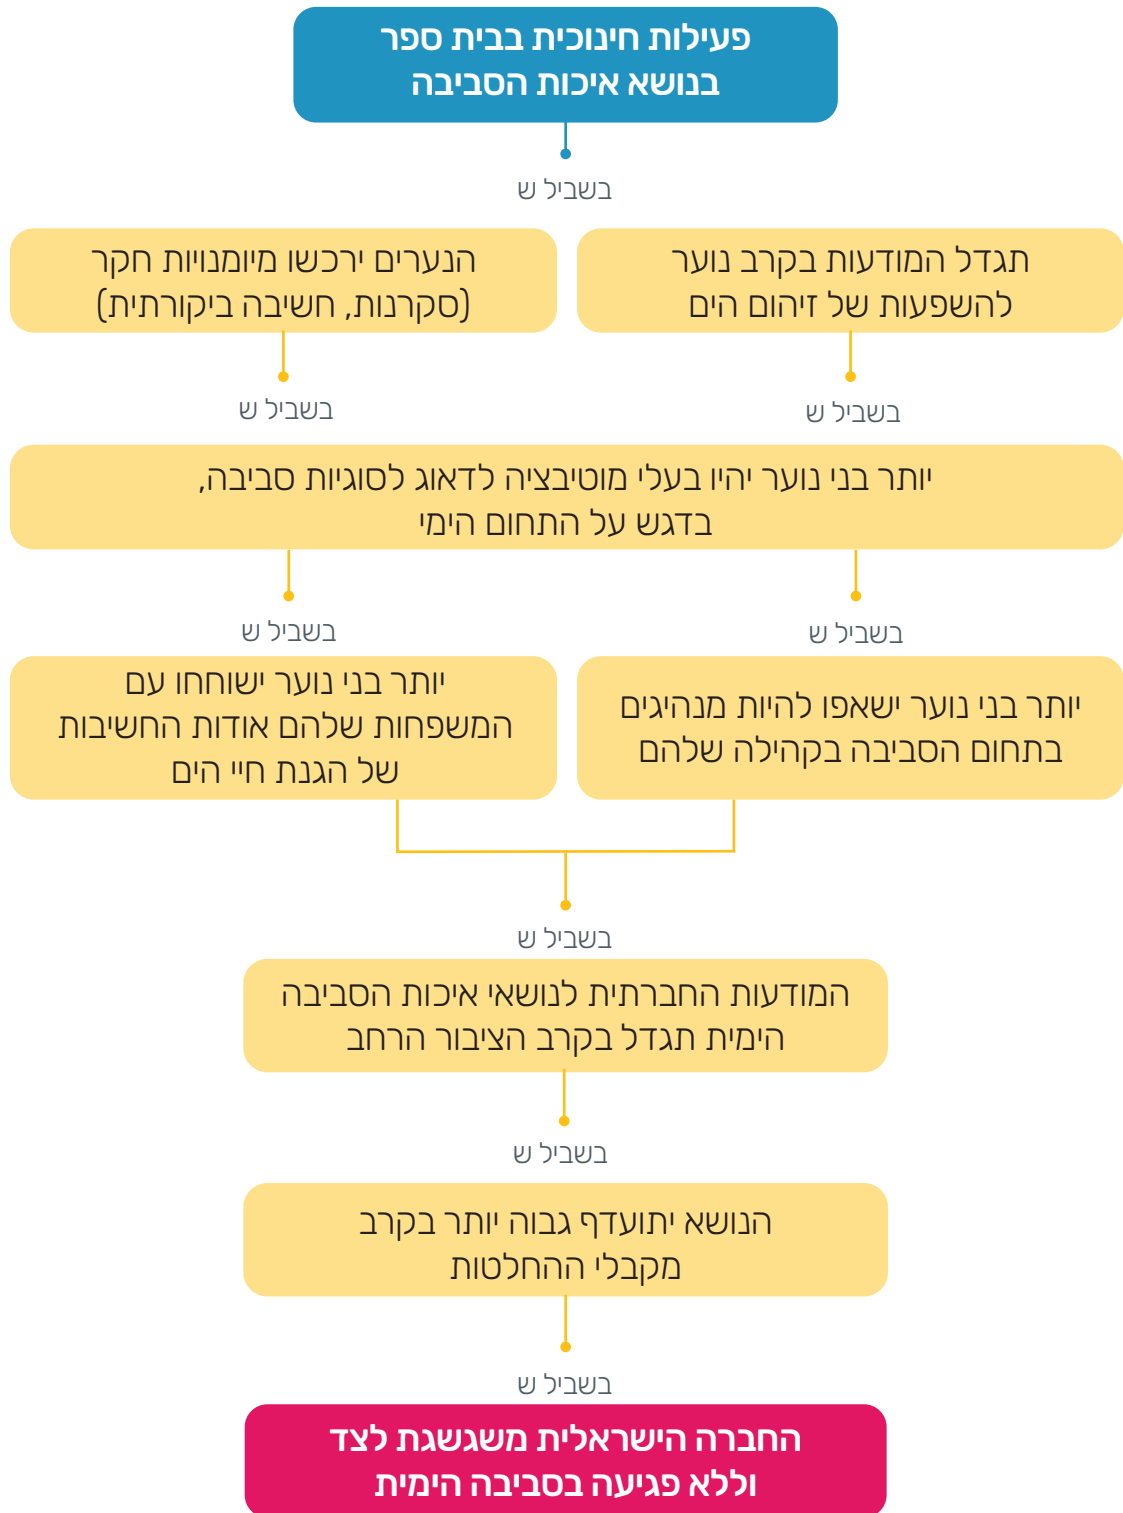 פעילות חינוכית בבית ספר
בנושא איכות הסביבה
בשביל ש
תגדל המודעות בקרב נוער
להשפעות של זיהום הים
הנערים ירכשו מיומנויות חקר
(סקרנות, חשיבה ביקורתית)
בשביל ש
בשביל ש
יותר בני נוער יהיו בעלי מוטיבציה לדאוג לסוגיות סביבה,
בדגש על התחום הימי
בשביל ש
בשביל ש
יותר בני נוער ישאפו להיות מנהיגים
בתחום הסביבה בקהילה שלהם
יותר בני נוער ישוחחו עם
המשפחות שלהם אודות החשיבות
של הגנת חיי הים
בשביל ש
המודעות החברתית לנושאי איכות הסביבה
הימית תגדל בקרב הציבור הרחב
בשביל ש
הנושא יתועדף גבוה יותר בקרב
מקבלי ההחלטות
בשביל ש
החברה הישראלית משגשגת לצד
וללא פגיעה בסביבה הימית